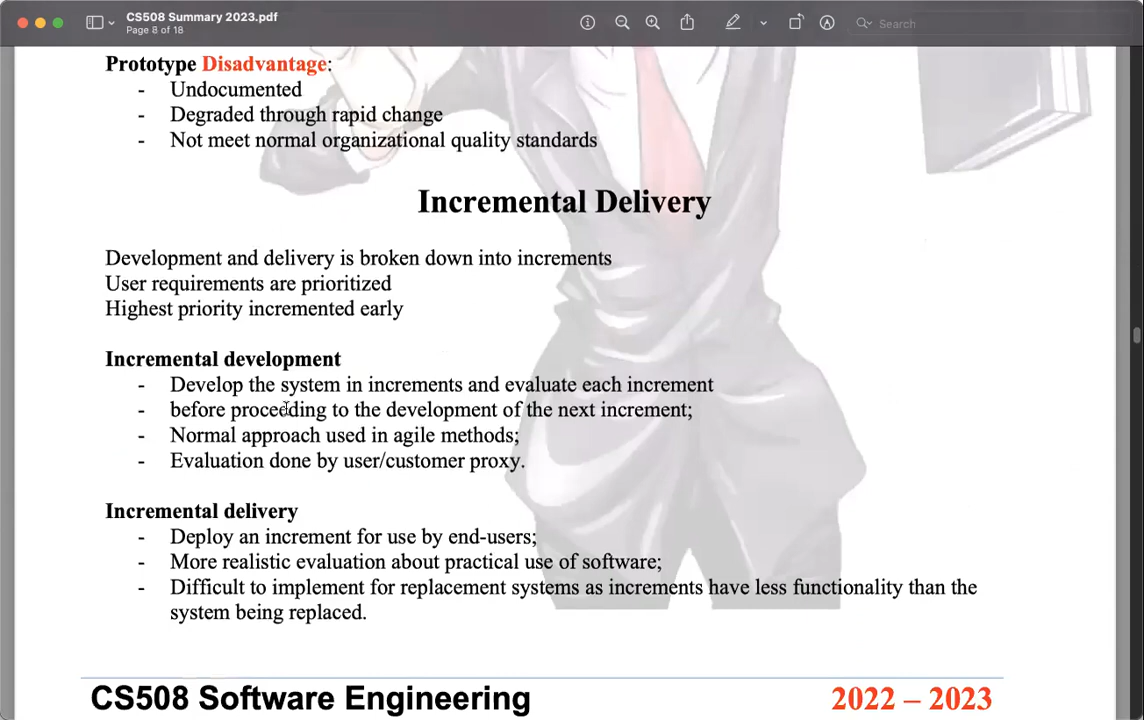 CS508 Summary 2023.pdf
Page 8 of 18
Search
Prototype Disadvantage:
- Undocumented
- Degraded through rapid change
- Not meet normal organizational quality standards
Incremental Delivery
Development and delivery is broken down into increments
User requirements are prioritized
Highest priority incremented early
Incremental development
- Develop the system in increments and evaluate each increment
- before proceeding to the development of the next increment;
- Normal approach used in agile methods;
- Evaluation done by user/customer proxy.
Incremental delivery
- Deploy an increment for use by end-users;
- More realistic evaluation about practical use of software;
- Difficult to implement for replacement systems as increments have less functionality than the
system being replaced.
CS508 Software Engineering
2022 – 2023